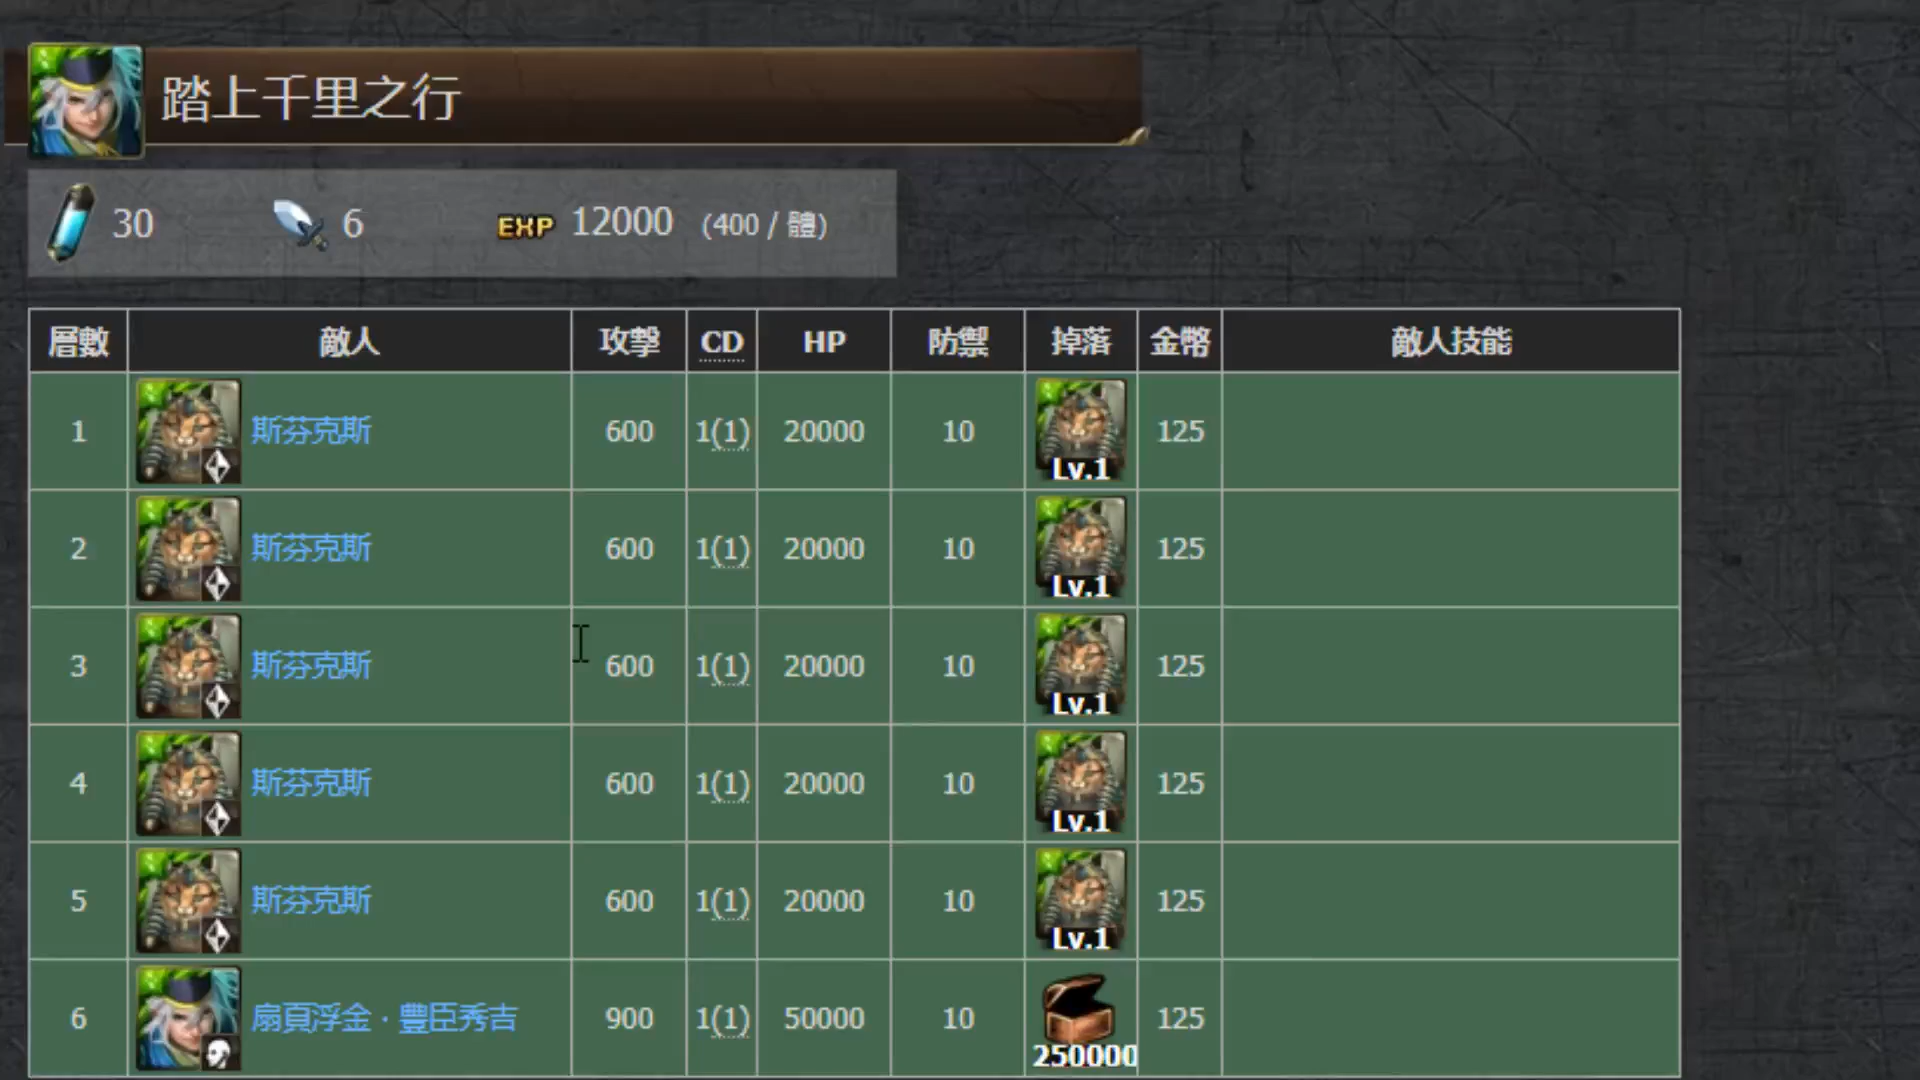 踏上千里之行
30 6 EXP 12000 (400 / 體)
層數 敵人 攻擊 CD HP 防禦 掉落 金幣 敵人技能
1 斯芬克斯 600 1(1) 20000 10 Lv.1 125
2 斯芬克斯 600 1(1) 20000 10 Lv.1 125
3 斯芬克斯 600 1(1) 20000 10 Lv.1 125
4 斯芬克斯 600 1(1) 20000 10 Lv.1 125
5 斯芬克斯 600 1(1) 20000 10 Lv.1 125
6 扇頁浮金 · 豐臣秀吉 900 1(1) 50000 10 250000 125